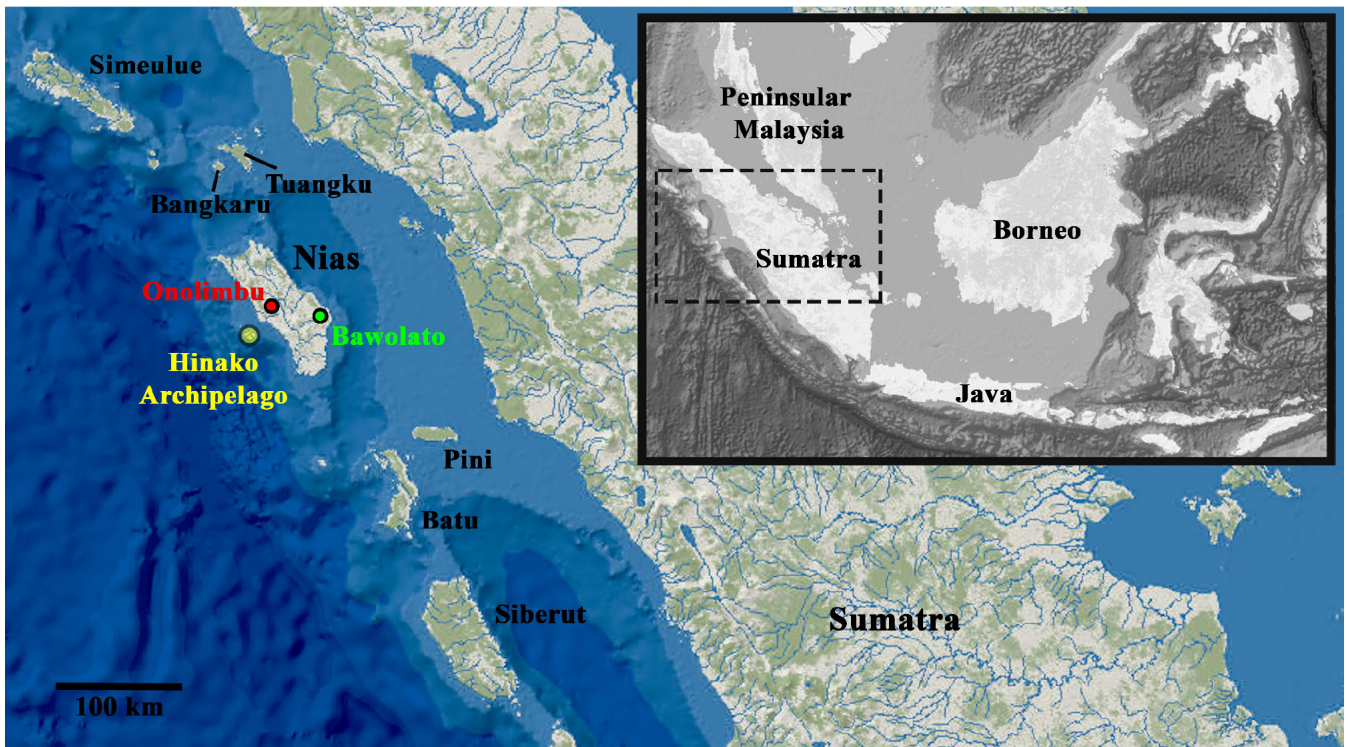 Simeulue
Tuangku
Bangkaru
Nias
Onolimbu
Bawolato
Hinako
Archipelago
Pini
Batu
Siberut
Sumatra
100 km
Peninsular
Malaysia
Sumatra
Borneo
Java